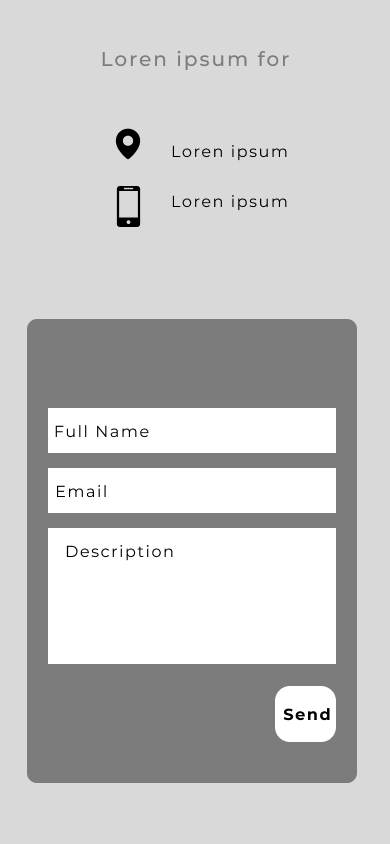 Loren ipsum for
Loren ipsum
Loren ipsum
Full Name
Email
Description
Send